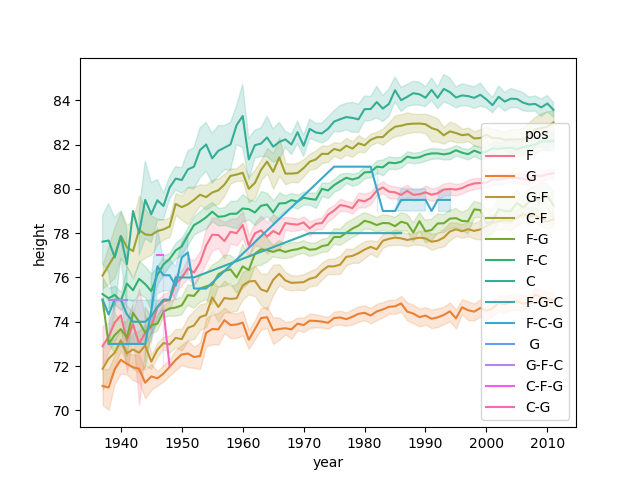 84
82
80
78
76
74
72
70
height
1940 1950 1960 1970 1980 1990 2000 2010
year
pos
F
G
G-F
C-F
F-G
F-C
C
F-G-C
F-C-G
G
G-F-C
C-F-G
C-G